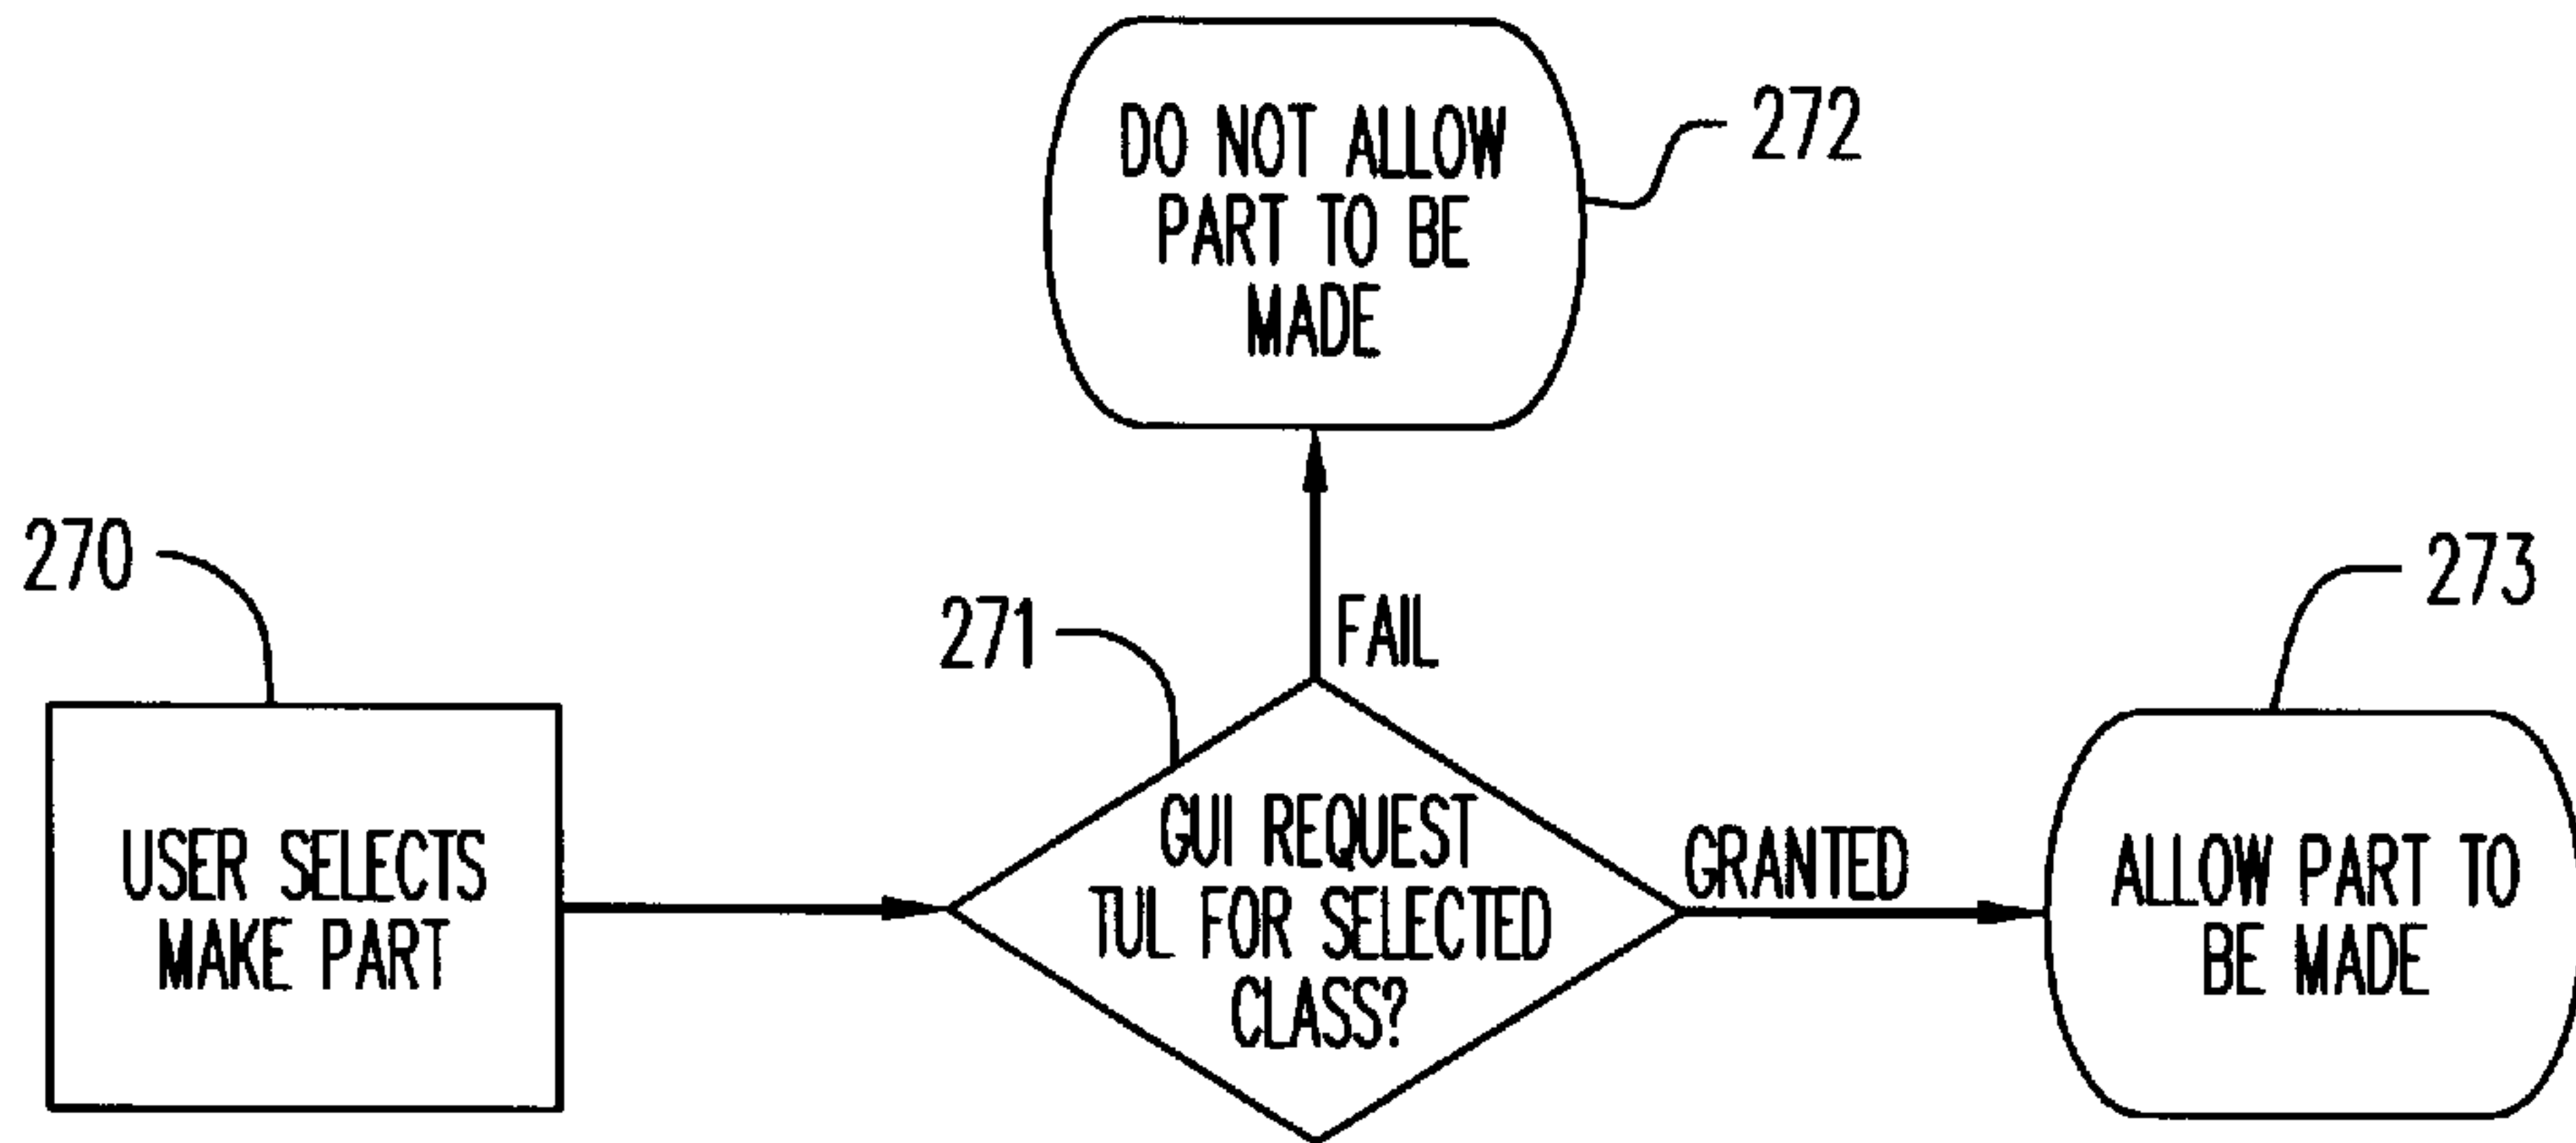 DO NOT ALLOW
PART TO BE
MADE
272
270
271
FAIL
273
USER SELECTS
MAKE PART
GUI REQUEST
TUL FOR SELECTED
CLASS?
GRANTED
ALLOW PART TO
BE MADE